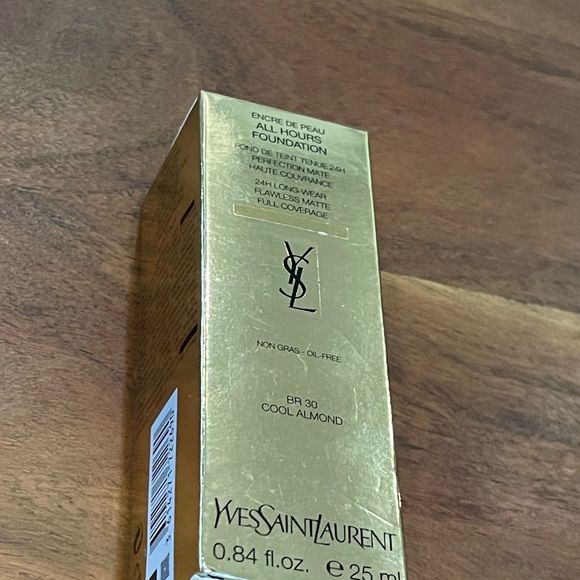 ENCRE DE PEAU
ALL HOURS
FOUNDATION
FOND DE TEINT TENUE 24H
PERFECTION MATE
HAUTE COUVRANCE
24H LONG-WEAR
FLAWLESS MATTE
FULL COVERAGE
YSL
NON GRAS - OIL-FREE
BR 30
COOL ALMOND
YVESSAINTLAURENT
0.84 fl.oz. ℮ 25 ml